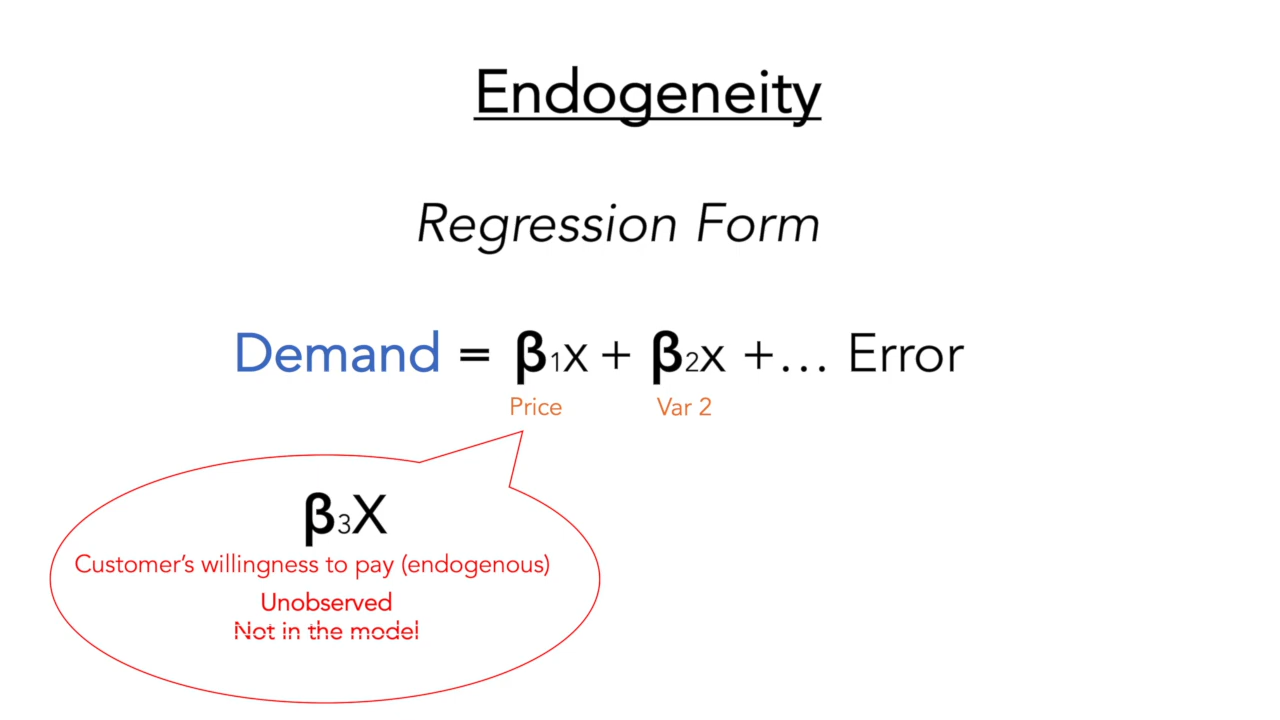 Endogeneity
Regression Form
Demand = β1x + β2x +... Error
Price Var 2
β3X
Customer's willingness to pay (endogenous)
Unobserved
Not in the model